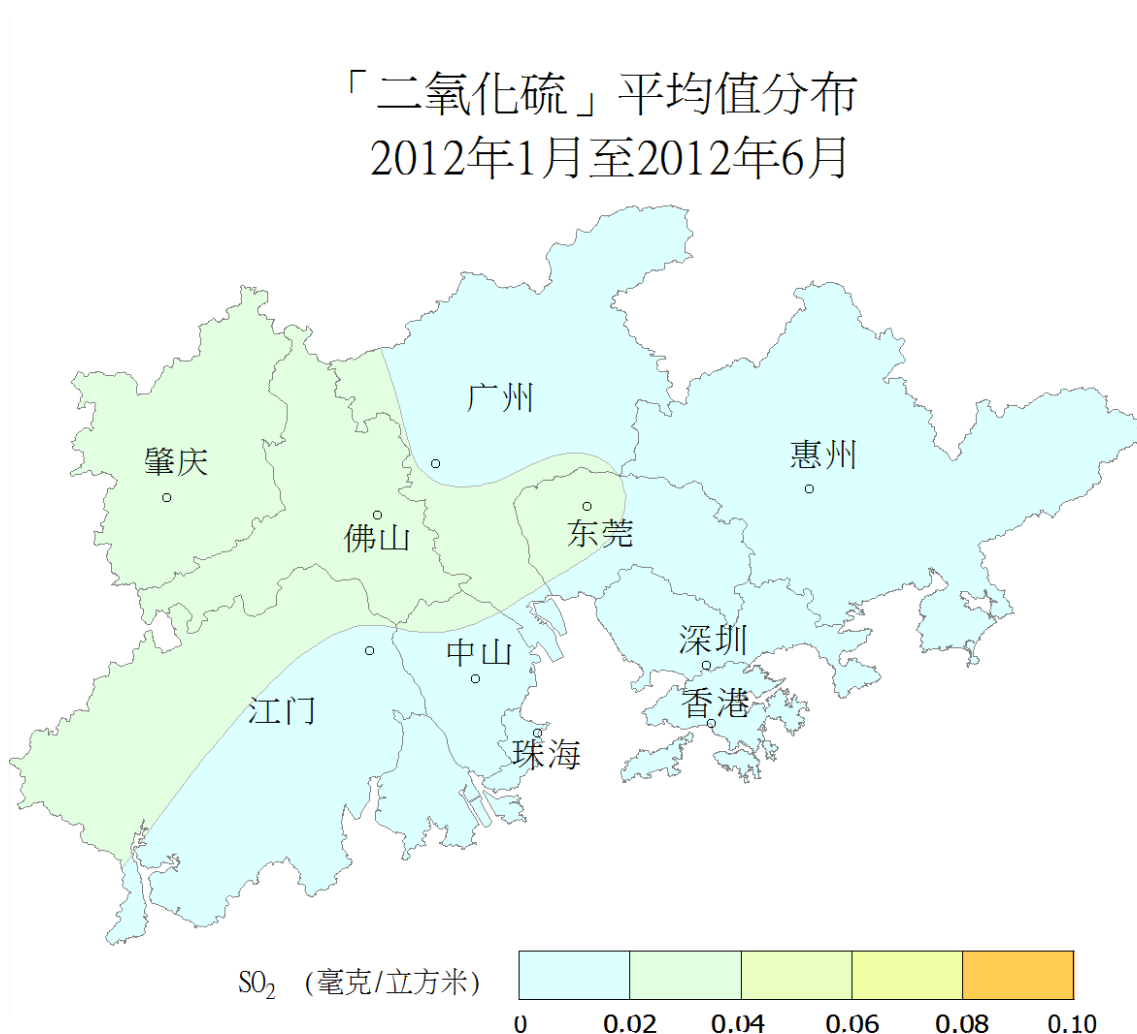 「二氧化硫」平均值分布
2012年1月至2012年6月
广州
肇庆
惠州
佛山
东莞
中山
深圳
江门
香港
珠海
SO2 (毫克/立方米)
0 0.02 0.04 0.06 0.08 0.10